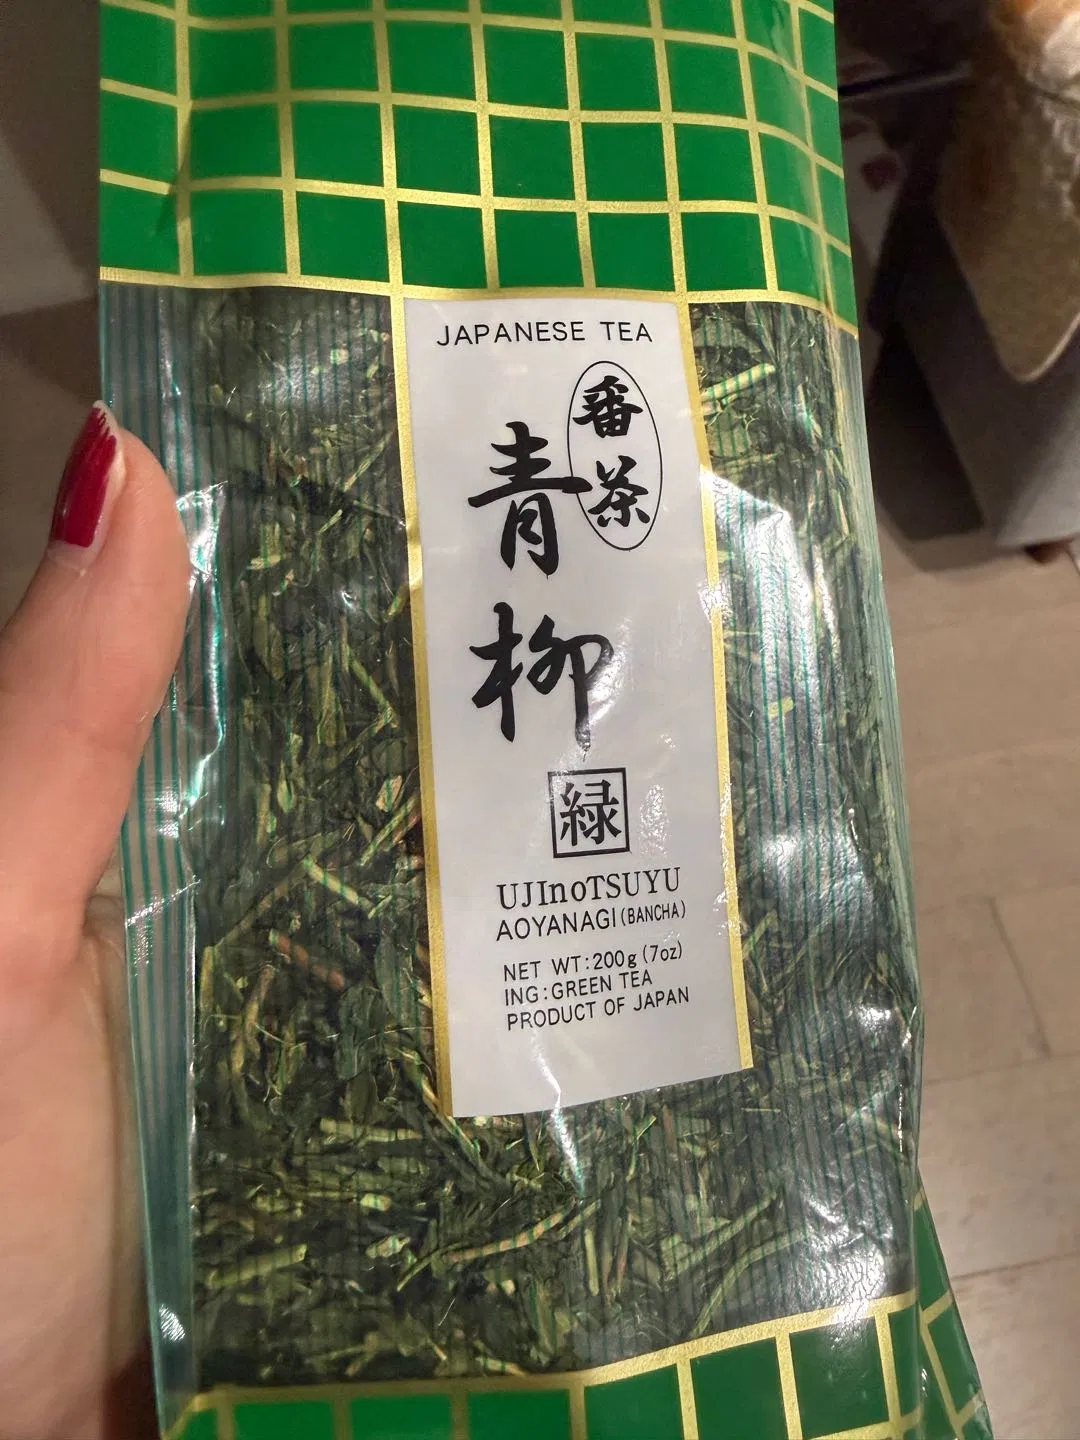 JAPANESE TEA
番茶
青柳
緑
UJInoTSUYU
AOYANAGI(BANCHA)
NET WT:200g(7oz)
ING:GREEN TEA
PRODUCT OF JAPAN